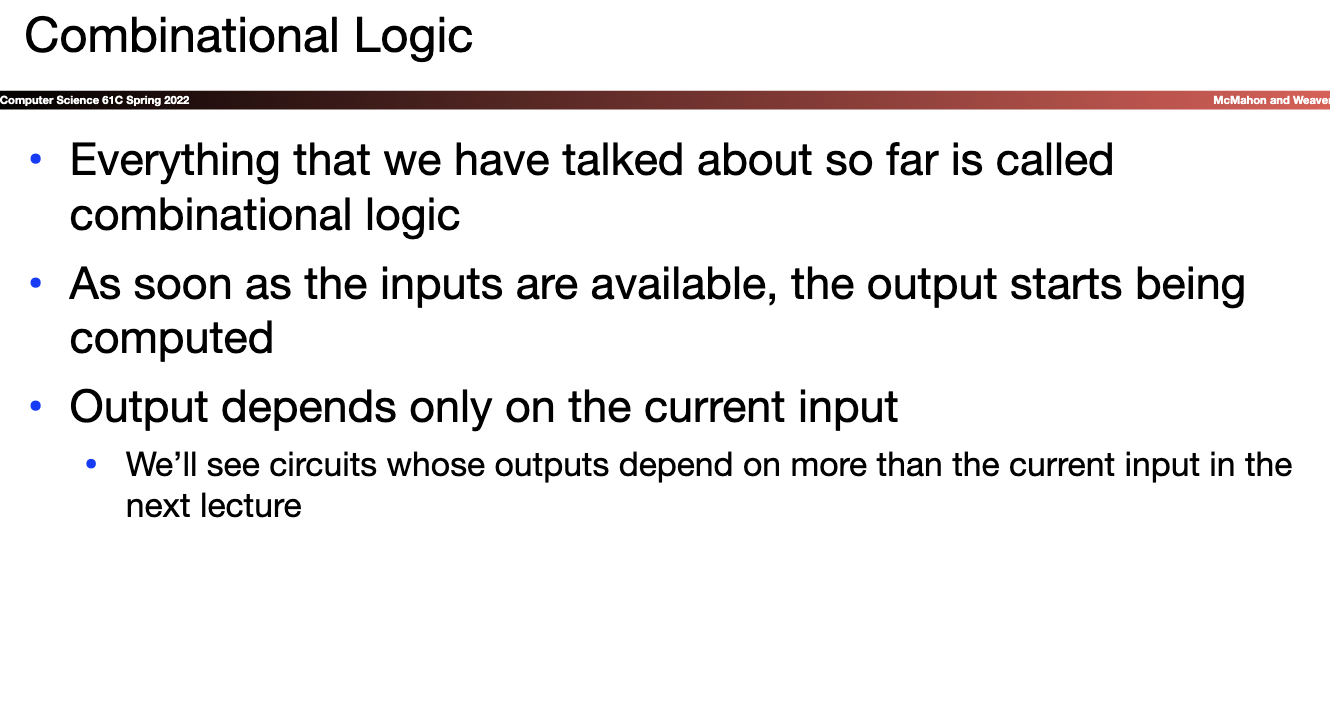 Combinational Logic
Computer Science 61C Spring 2022
McMahon and Weaver
• Everything that we have talked about so far is called
combinational logic
• As soon as the inputs are available, the output starts being
computed
• Output depends only on the current input
• We’ll see circuits whose outputs depend on more than the current input in the
next lecture